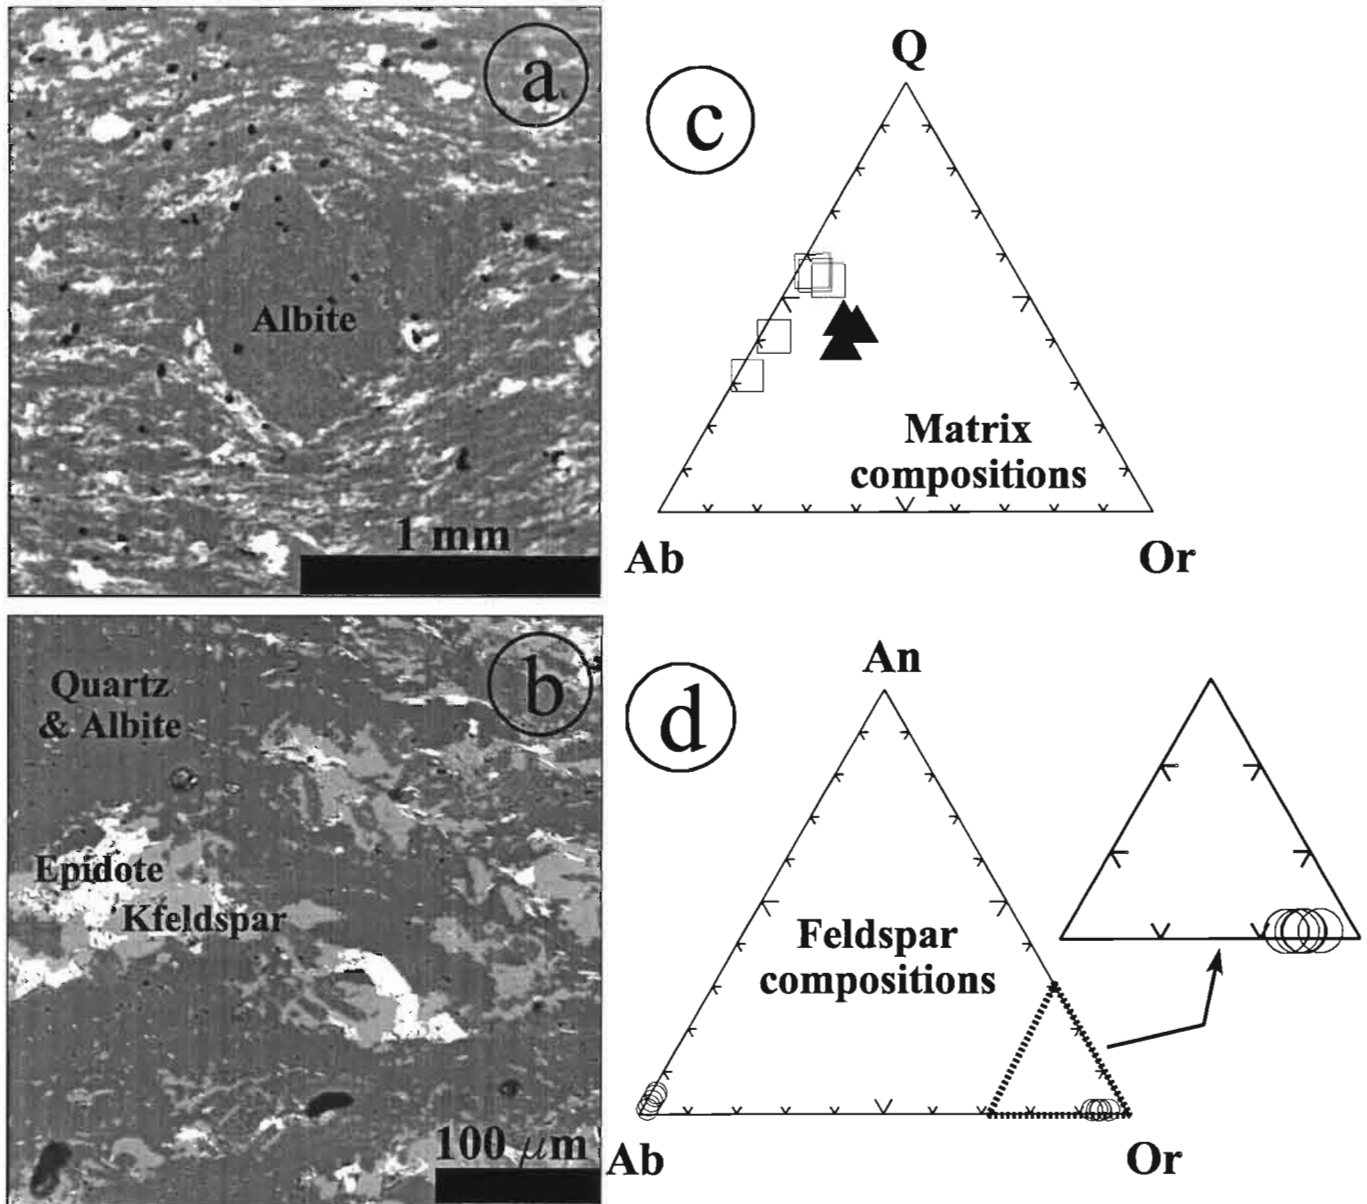 a
Albite
1 mm
Q
c
Matrix
compositions
Ab
Or
b
Quartz
& Albite
Epidote
Kfeldspar
100 μm
An
d
Feldspar
compositions
Ab
Or